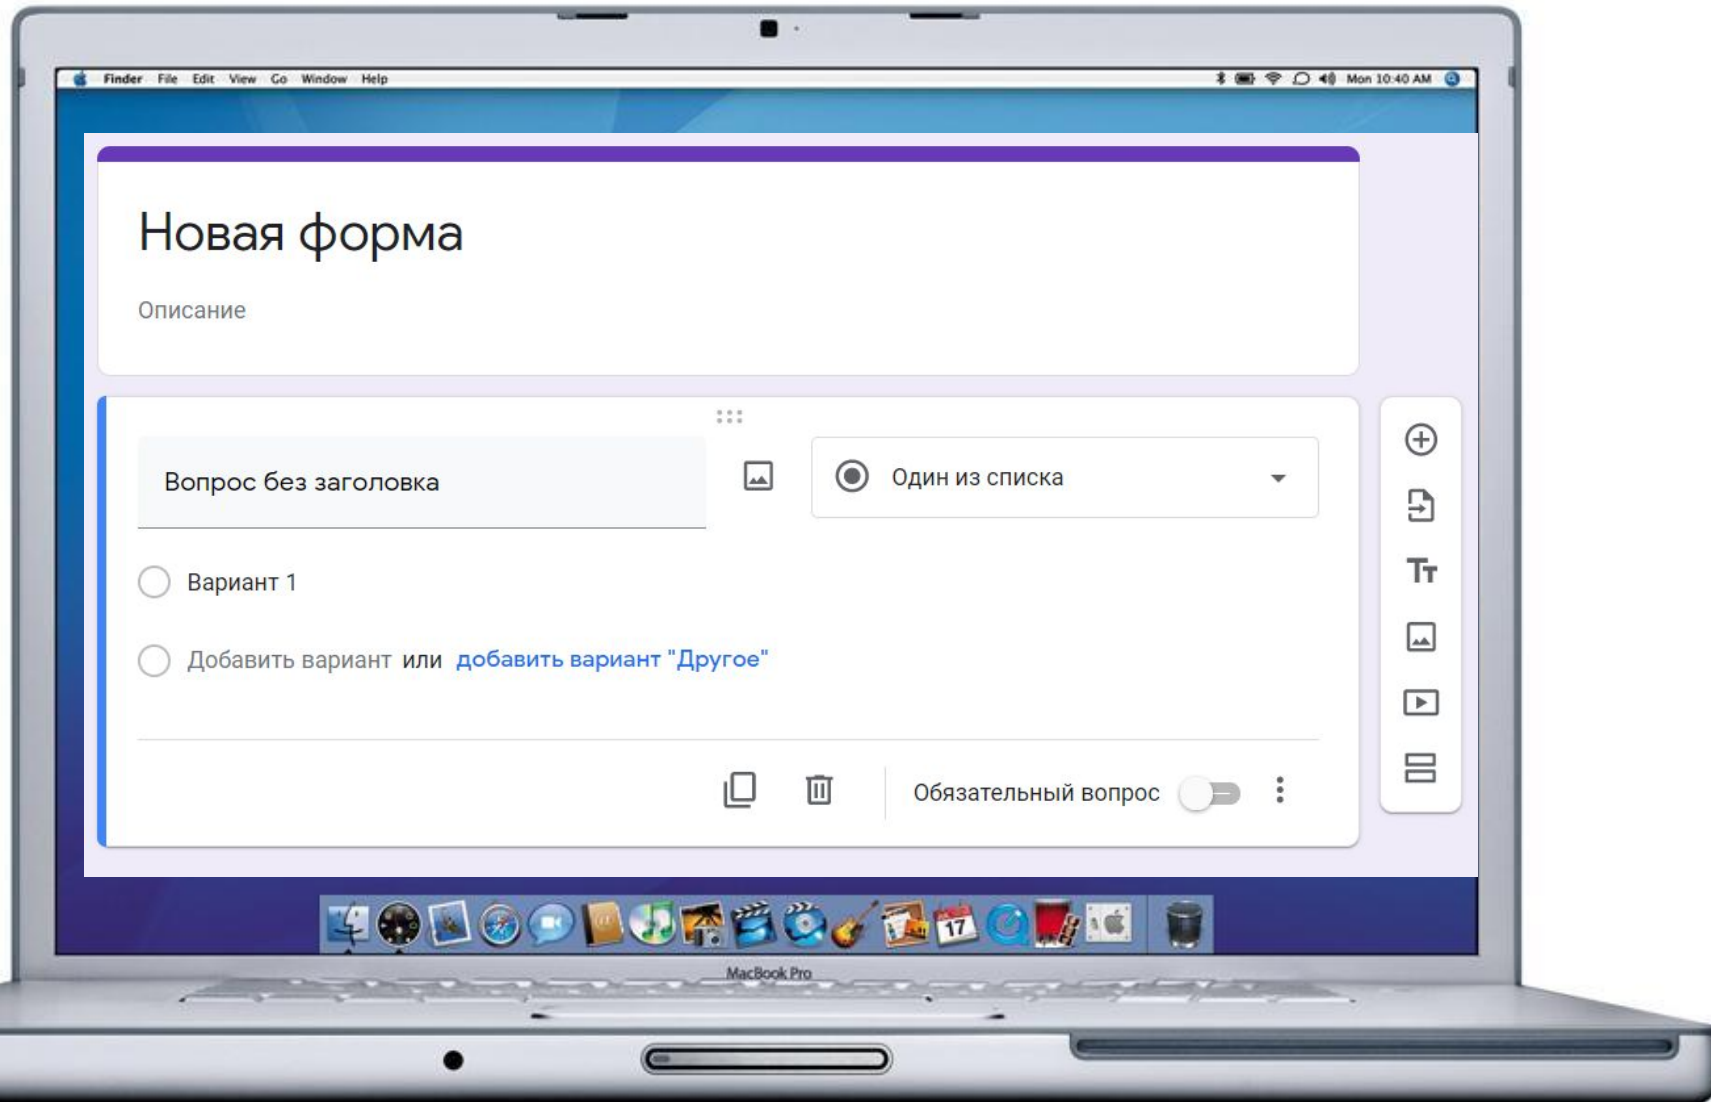 Finder File Edit View Go Window Help Mon 10:40 AM
Новая форма
Описание
Вопрос без заголовка
Один из списка
Вариант 1
Добавить вариант или добавить вариант "Другое"
Обязательный вопрос
17
MacBook Pro